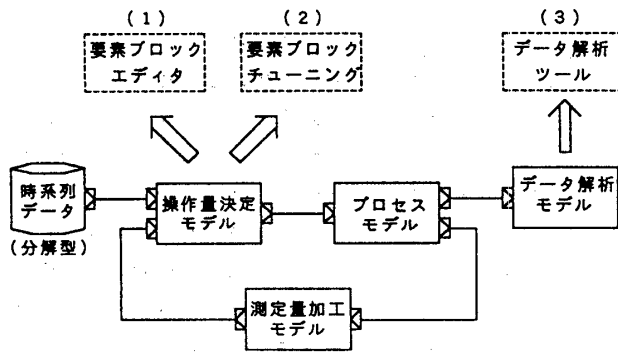 (1)
(2)
(3)
要素ブロック
エディタ
要素ブロック
チューニング
データ解析
ツール
時系列
データ
(分解型)
操作量決定
モデル
プロセス
モデル
データ解析
モデル
測定量加工
モデル